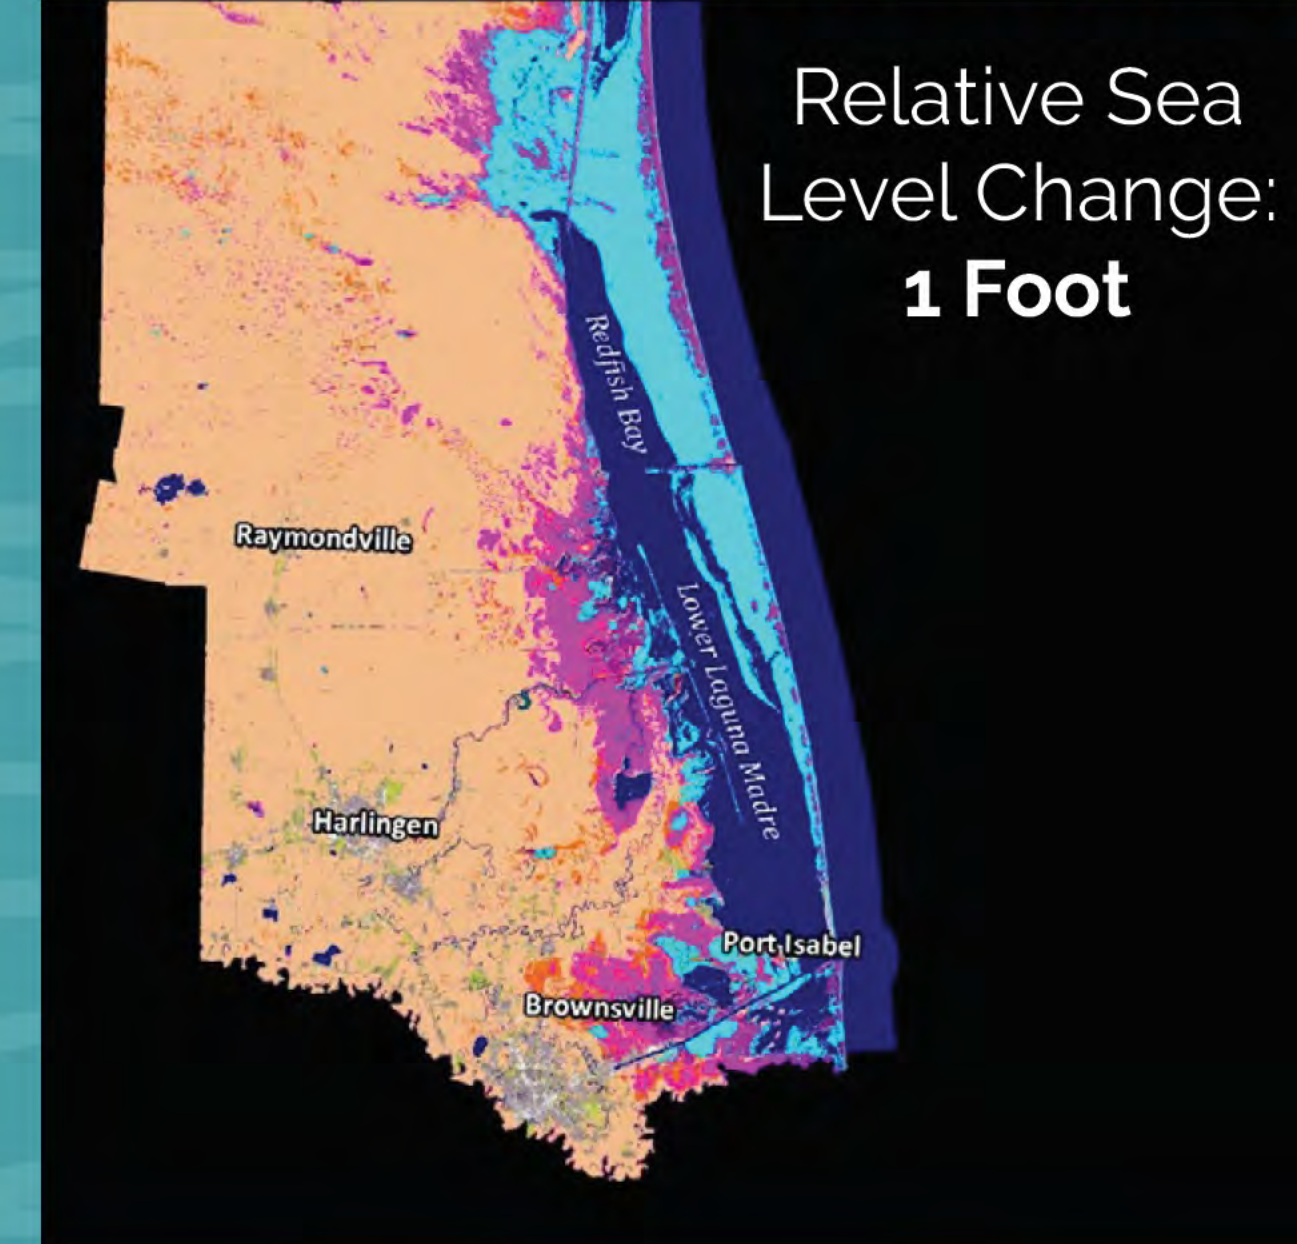 Relative Sea
Level Change:
1 Foot
Redfish Bay
Raymondville
Lower Laguna Madre
Harlingen
Port Isabel
Brownsville